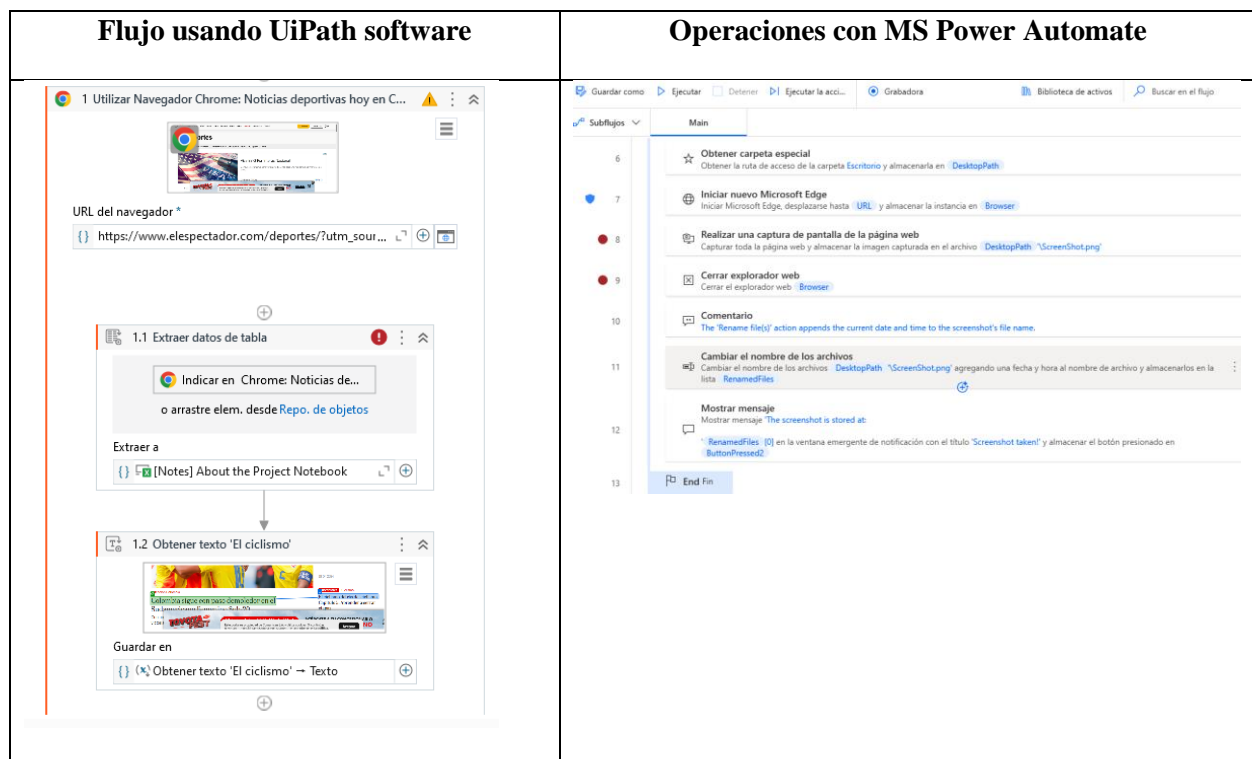 Flujo usando UiPath software
Operaciones con MS Power Automate
1 Utilizar Navegador Chrome: Noticias deportivas hoy en C...
URL del navegador *
{} https://www.elespectador.com/deportes/?utm_sour...
1.1 Extraer datos de tabla
Indicar en Chrome: Noticias de...
o arrastre elem. desde Repo. de objetos
Extraer a
{} [Notes] About the Project Notebook
1.2 Obtener texto 'El ciclismo'
Colombia sigue con paso demoledor en el
Guardar en
{} (x) Obtener texto 'El ciclismo' → Texto
Guardar como Ejecutar Detener Ejecutar la acci... Grabadora Biblioteca de activos Buscar en el flujo
Subflujos Main
6 Obtener carpeta especial
Obtener la ruta de acceso de la carpeta Escritorio y almacenarla en DesktopPath
7 Iniciar nuevo Microsoft Edge
Iniciar Microsoft Edge, desplazarse hasta URL y almacenar la instancia en Browser
8 Realizar una captura de pantalla de la página web
Capturar toda la página web y almacenar la imagen capturada en el archivo DesktopPath '\ScreenShot.png'
9 Cerrar explorador web
Cerrar el explorador web Browser
10 Comentario
The 'Rename file(s)' action appends the current date and time to the screenshot's file name.
11 Cambiar el nombre de los archivos
Cambiar el nombre de los archivos DesktopPath '\ScreenShot.png' agregando una fecha y hora al nombre de archivo y almacenarlos en la
lista RenamedFiles
12 Mostrar mensaje
Mostrar mensaje 'The screenshot is stored at:
' RenamedFiles [0] en la ventana emergente de notificación con el título 'Screenshot taken!' y almacenar el botón presionado en
ButtonPressed2
13 End Fin